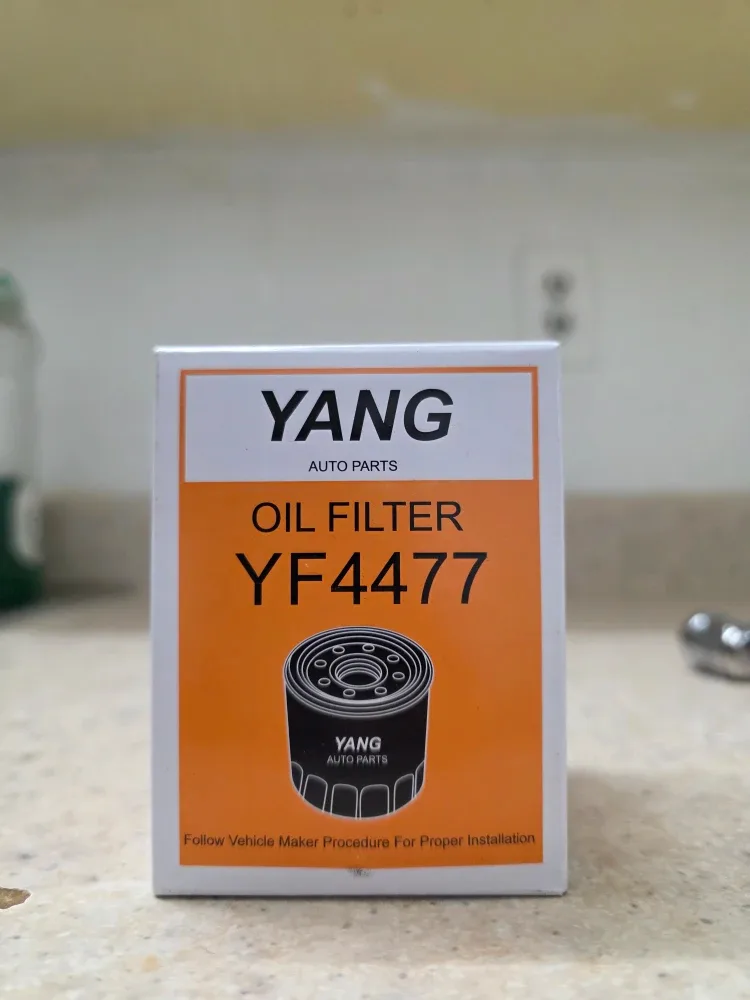 YANG
AUTO PARTS
OIL FILTER
YF4477
YANG
AUTO PARTS
Follow Vehicle Maker Procedure For Proper Installation